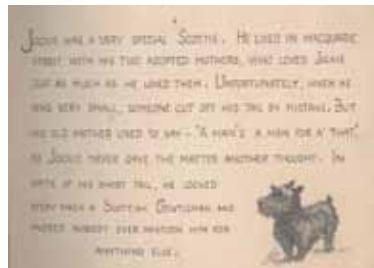 Jock was a very special Scottie. He lived in Macquarie
Street with his two adopted mothers, who loved Jock
just as much as he loved them. Unfortunately, when he
was very small, someone cut off his tail by mistake. But
his old mother used to say - "A man's a man for a' that,"
so Jock never gave the matter another thought. In
spite of his short tail, he looked
every inch a Scottish Gentleman and
indeed nobody ever him for
anything else.